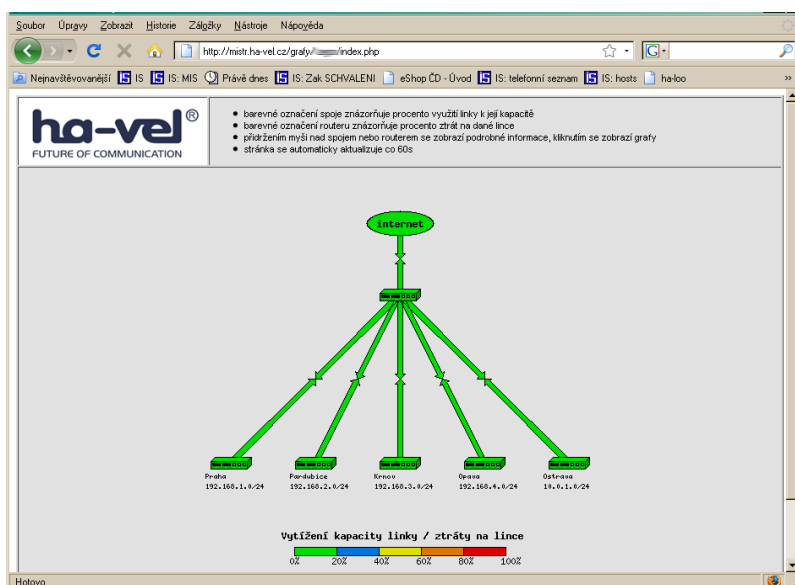 Soubor Úpravy Zobrazit Historie Záložky Nástroje Nápověda
http://mistr.ha-vel.cz/grafy/ /index.php
G
Nejnavštěvovanější IS IS: MIS Právě dnes IS: Zak SCHVALENI eShop ČD - Úvod IS: telefonní seznam IS: hosts ha-loo »
ha-vel®
FUTURE OF COMMUNICATION
barevné označení spoje znázorňuje procento využití linky k její kapacitě
barevné označení routeru znázorňuje procento ztrát na dané lince
přidržením myši nad spojem nebo routerem se zobrazí podrobné informace, kliknutím se zobrazí grafy
stránka se automaticky aktualizuje co 60s
internet
Praha Pardubice Krnov Opava Ostrava
192.168.1.0/24 192.168.2.0/24 192.168.3.0/24 192.168.4.0/24 10.0.1.0/24
Vytížení kapacity linky / ztráty na lince
0% 20% 40% 60% 80% 100%
Hotovo